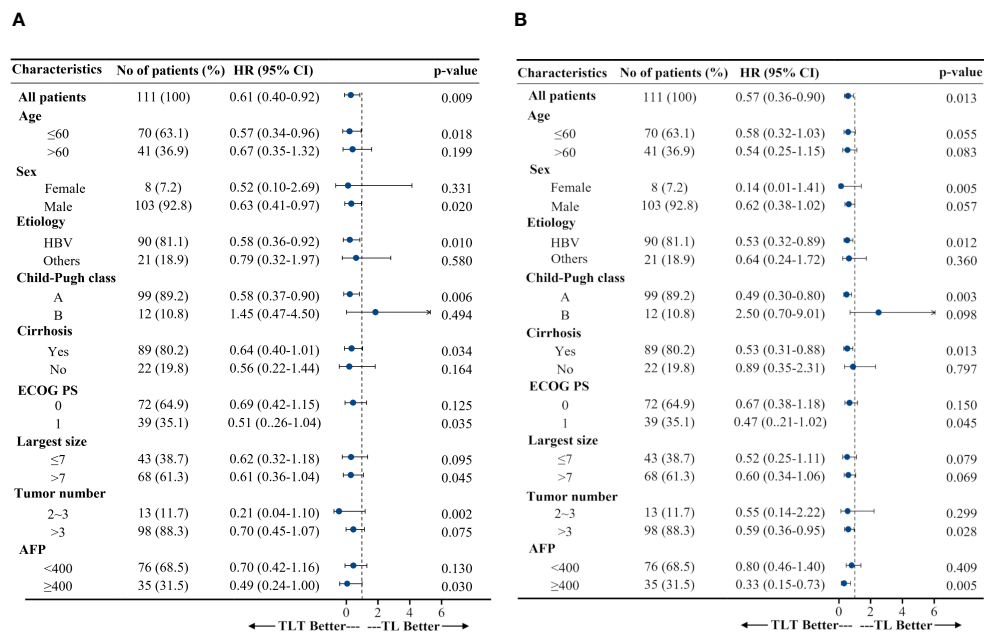 A
Characteristics No of patients (%) HR (95% CI) p-value
All patients 111 (100) 0.61 (0.40-0.92) 0.009
Age
≤60 70 (63.1) 0.57 (0.34-0.96) 0.018
>60 41 (36.9) 0.67 (0.35-1.32) 0.199
Sex
Female 8 (7.2) 0.52 (0.10-2.69) 0.331
Male 103 (92.8) 0.63 (0.41-0.97) 0.020
Etiology
HBV 90 (81.1) 0.58 (0.36-0.92) 0.010
Others 21 (18.9) 0.79 (0.32-1.97) 0.580
Child-Pugh class
A 99 (89.2) 0.58 (0.37-0.90) 0.006
B 12 (10.8) 1.45 (0.47-4.50) 0.494
Cirrhosis
Yes 89 (80.2) 0.64 (0.40-1.01) 0.034
No 22 (19.8) 0.56 (0.22-1.44) 0.164
ECOG PS
0 72 (64.9) 0.69 (0.42-1.15) 0.125
1 39 (35.1) 0.51 (0..26-1.04) 0.035
Largest size
≤7 43 (38.7) 0.62 (0.32-1.18) 0.095
>7 68 (61.3) 0.61 (0.36-1.04) 0.045
Tumor number
2~3 13 (11.7) 0.21 (0.04-1.10) 0.002
>3 98 (88.3) 0.70 (0.45-1.07) 0.075
AFP
<400 76 (68.5) 0.70 (0.42-1.16) 0.130
≥400 35 (31.5) 0.49 (0.24-1.00) 0.030
0 2 4 6
TLT Better--- ---TL Better
B
Characteristics No of patients (%) HR (95% CI) p-value
All patients 111 (100) 0.57 (0.36-0.90) 0.013
Age
≤60 70 (63.1) 0.58 (0.32-1.03) 0.055
>60 41 (36.9) 0.54 (0.25-1.15) 0.083
Sex
Female 8 (7.2) 0.14 (0.01-1.41) 0.005
Male 103 (92.8) 0.62 (0.38-1.02) 0.057
Etiology
HBV 90 (81.1) 0.53 (0.32-0.89) 0.012
Others 21 (18.9) 0.64 (0.24-1.72) 0.360
Child-Pugh class
A 99 (89.2) 0.49 (0.30-0.80) 0.003
B 12 (10.8) 2.50 (0.70-9.01) 0.098
Cirrhosis
Yes 89 (80.2) 0.53 (0.31-0.88) 0.013
No 22 (19.8) 0.89 (0.35-2.31) 0.797
ECOG PS
0 72 (64.9) 0.67 (0.38-1.18) 0.150
1 39 (35.1) 0.47 (0..21-1.02) 0.045
Largest size
≤7 43 (38.7) 0.52 (0.25-1.11) 0.079
>7 68 (61.3) 0.60 (0.34-1.06) 0.069
Tumor number
2~3 13 (11.7) 0.55 (0.14-2.22) 0.299
>3 98 (88.3) 0.59 (0.36-0.95) 0.028
AFP
<400 76 (68.5) 0.80 (0.46-1.40) 0.409
≥400 35 (31.5) 0.33 (0.15-0.73) 0.005
0 2 4 6
TLT Better--- ---TL Better